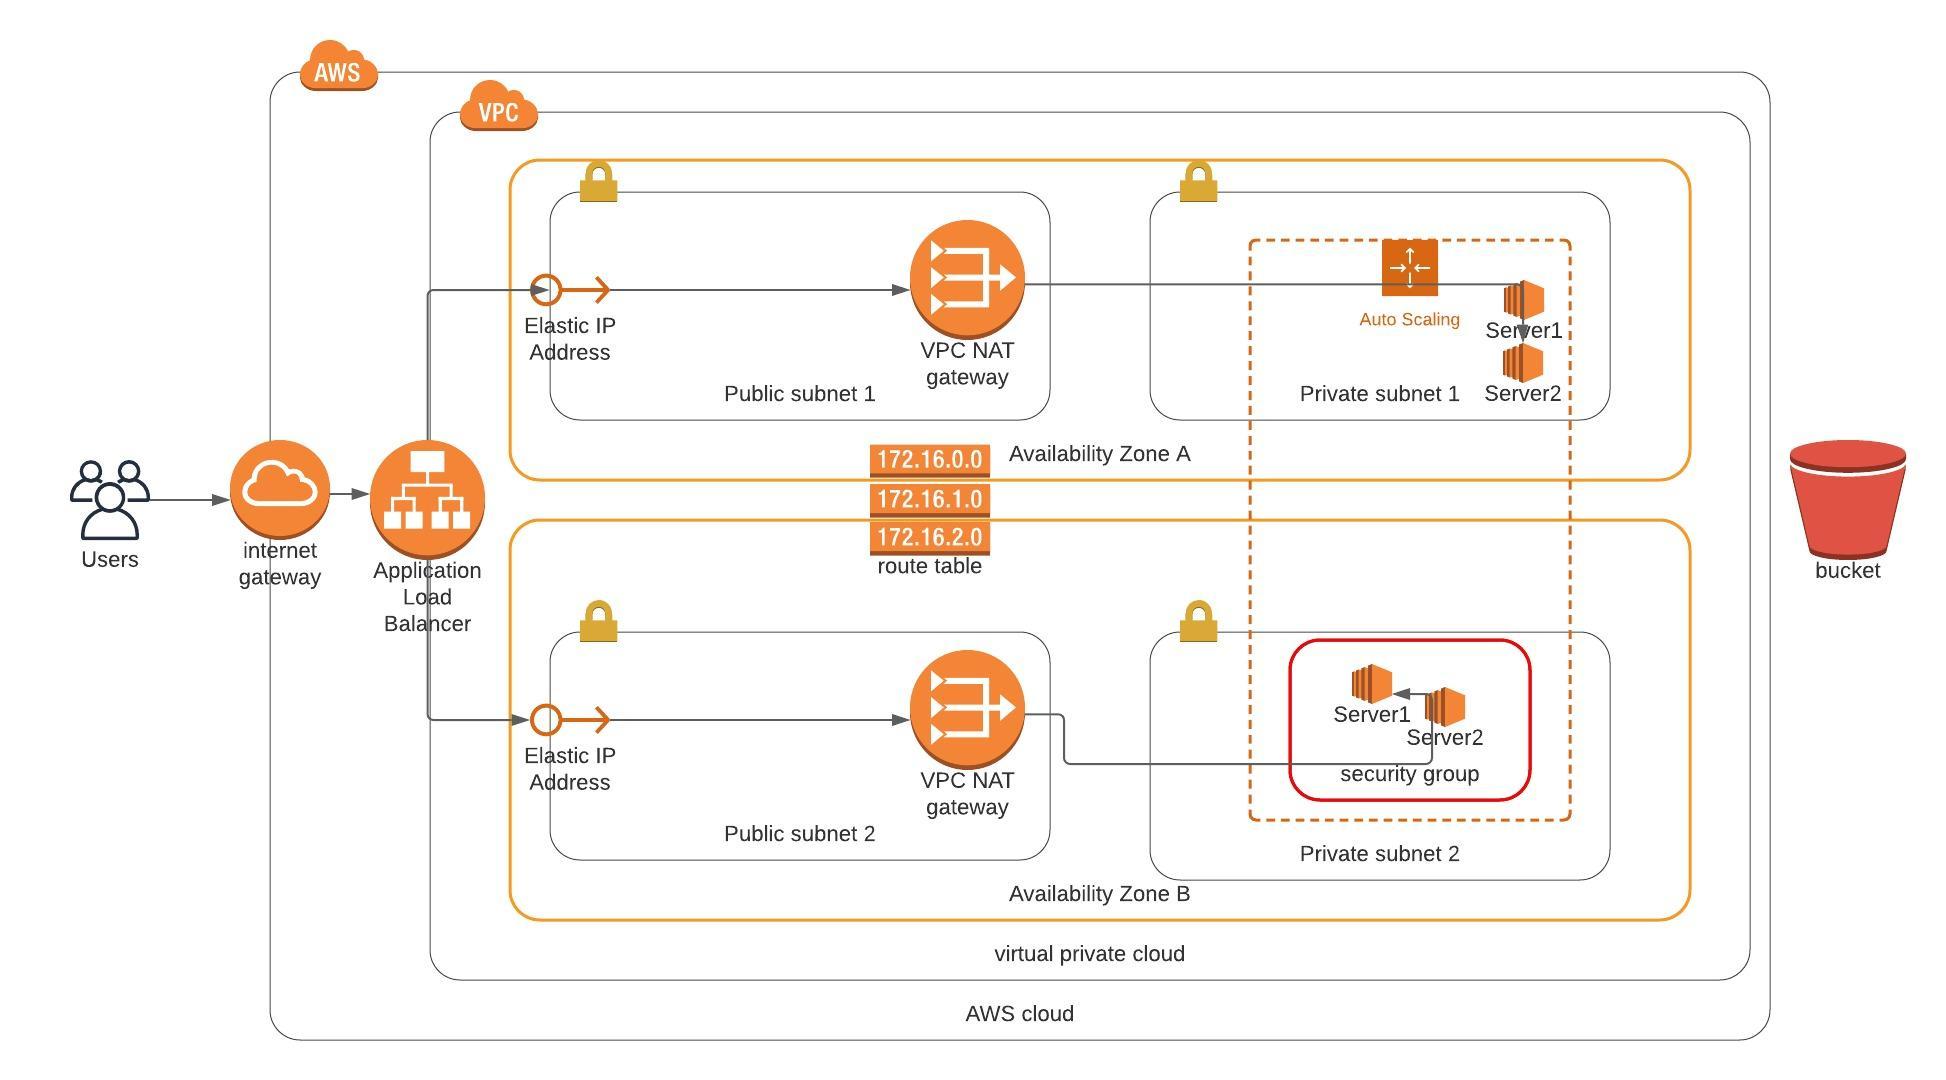 AWS
VPC
Elastic IP
Address
VPC NAT
gateway
Public subnet 1
Auto Scaling
Server1
Server2
Private subnet 1
Availability Zone A
172.16.0.0
172.16.1.0
172.16.2.0
route table
Users
internet
gateway
Application
Load
Balancer
bucket
Elastic IP
Address
VPC NAT
gateway
Public subnet 2
Server1
Server2
security group
Private subnet 2
Availability Zone B
virtual private cloud
AWS cloud